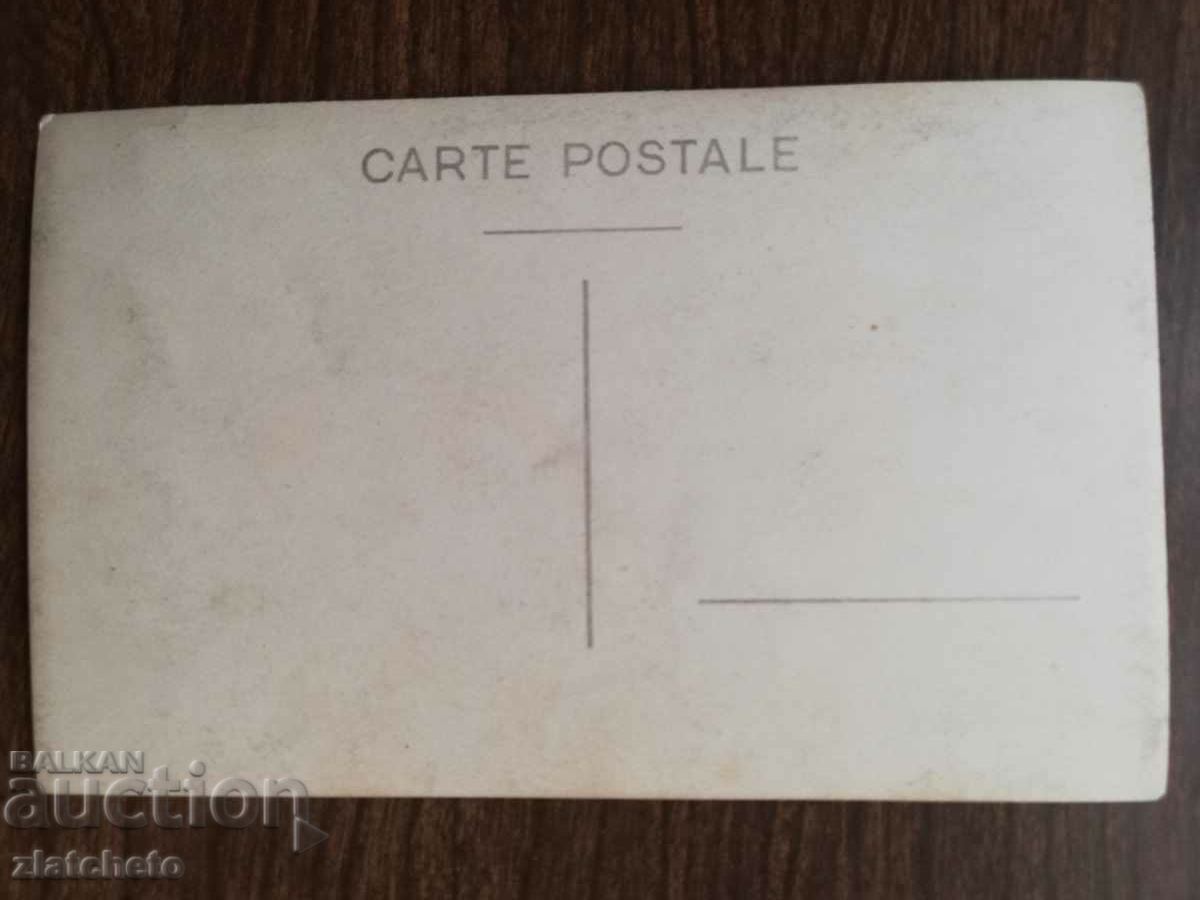 CARTE POSTALE
BALKAN
auction
zlatcheto